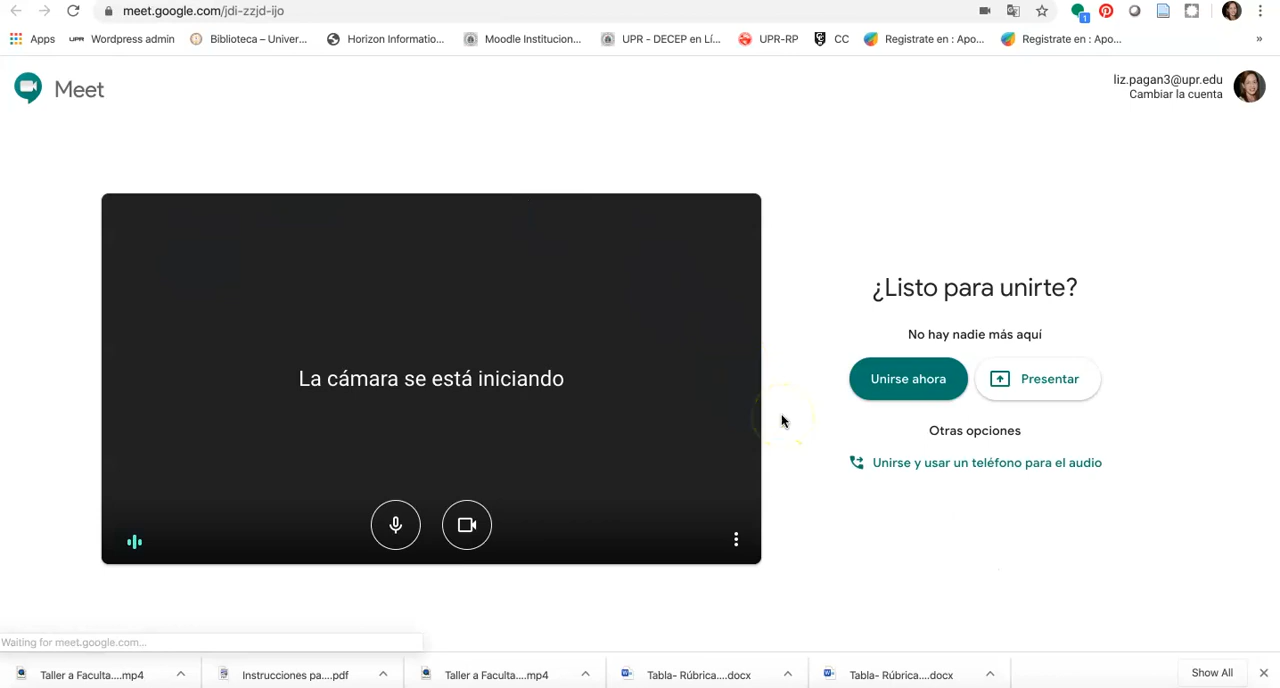 meet.google.com/jdi-zzjd-ijo
1
Apps
UPR Wordpress admin
Biblioteca – Univer...
Horizon Informatio...
Moodle Institucion...
UPR - DECEP en Lí...
UPR-RP
CC
Registrate en : Apo...
Registrate en : Apo...
»
Meet
liz.pagan3@upr.edu
Cambiar la cuenta
La cámara se está iniciando
¿Listo para unirte?
No hay nadie más aquí
Unirse ahora
Presentar
Otras opciones
Unirse y usar un teléfono para el audio
Waiting for meet.google.com...
Taller a Faculta....mp4
Instrucciones pa....pdf
Taller a Faculta....mp4
Tabla- Rúbrica....docx
Tabla- Rúbrica....docx
Show All